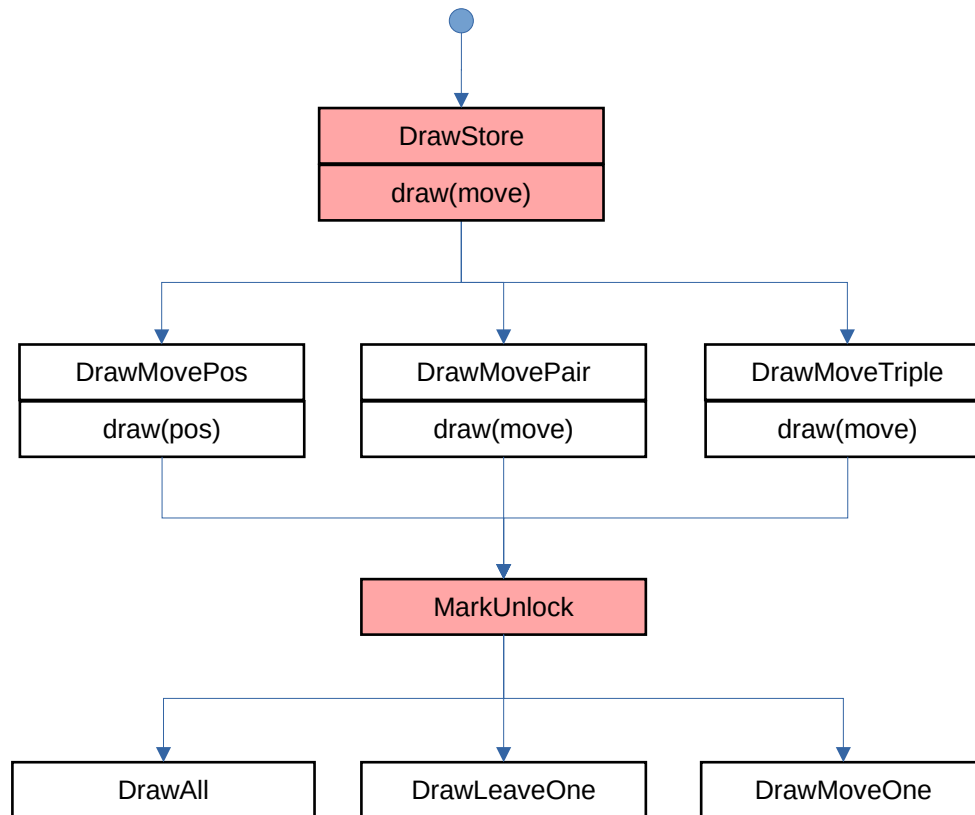 DrawStore
draw(move)
DrawMovePos
DrawMovePair
DrawMoveTriple
draw(pos)
draw(move)
draw(move)
MarkUnlock
DrawAll
DrawLeaveOne
DrawMoveOne